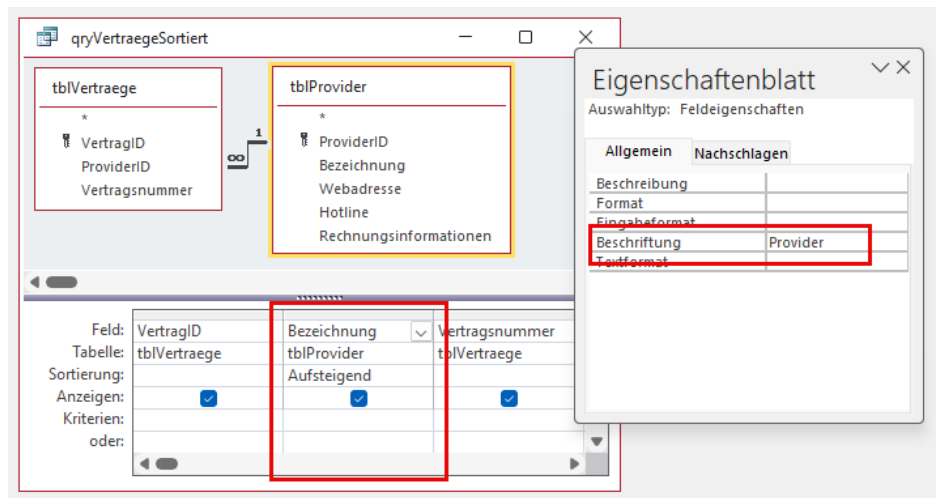 qryVertraegeSortiert
tblVertraege
*
VertragID
ProviderID
Vertragsnummer
∞
1
tblProvider
*
ProviderID
Bezeichnung
Webadresse
Hotline
Rechnungsinformationen
Feld: VertragID Bezeichnung Vertragsnummer
Tabelle: tblVertraege tblProvider tblVertraege
Sortierung: Aufsteigend
Anzeigen:
Kriterien:
oder:
Eigenschaftenblatt
Auswahltyp: Feldeigenschaften
Allgemein Nachschlagen
Beschreibung
Format
Eingabeformat
Beschriftung Provider
Textformat